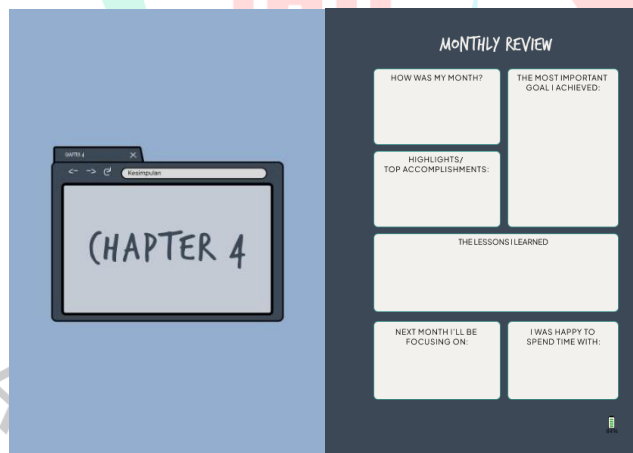 CHAPTER 4
<- ->
Kesimpulan
CHAPTER 4
MONTHLY REVIEW
HOW WAS MY MONTH?
THE MOST IMPORTANT
GOAL I ACHIEVED:
HIGHLIGHTS/
TOP ACCOMPLISHMENTS:
THE LESSONS I LEARNED
NEXT MONTH I'LL BE
FOCUSING ON:
I WAS HAPPY TO
SPEND TIME WITH: